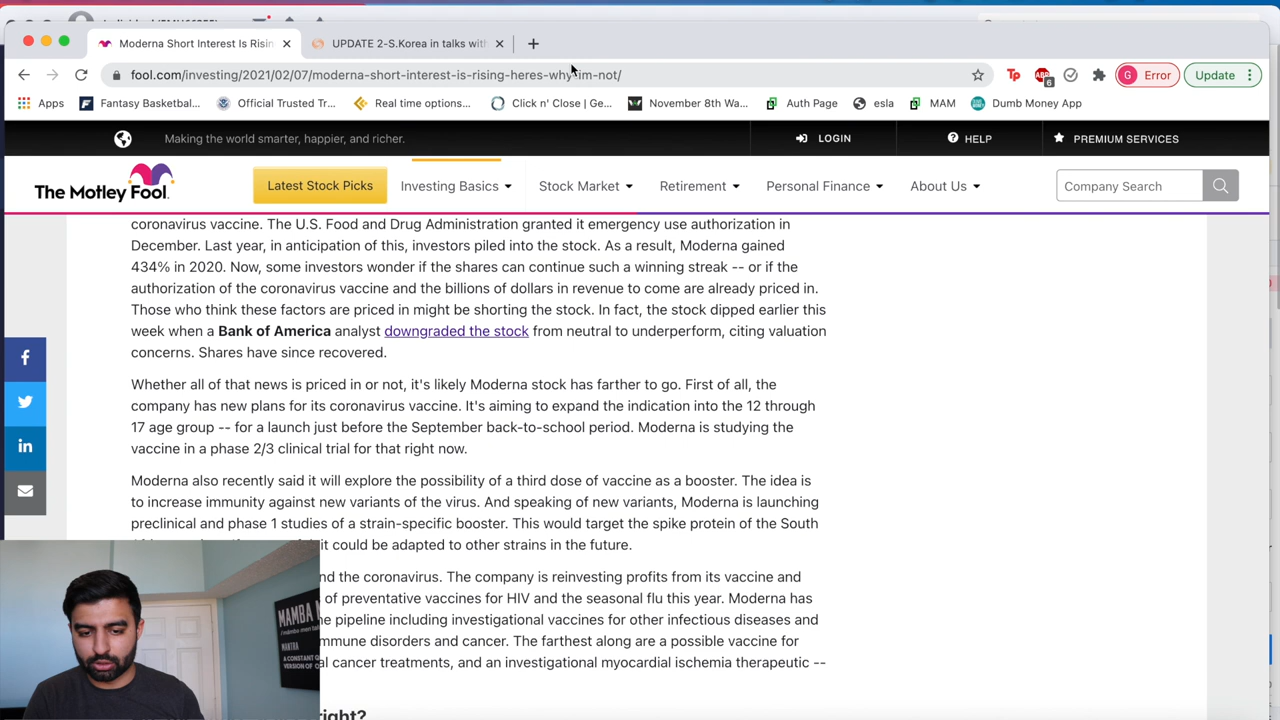 Moderna Short Interest Is Risin
UPDATE 2-S.Korea in talks with
fool.com/investing/2021/02/07/moderna-short-interest-is-rising-heres-why-im-not/
Tp
ABP
6
G
Error
Update
Apps
Fantasy Basketball...
Official Trusted Tr...
Real time options...
Click n' Close | Ge...
November 8th Wa...
Auth Page
esla
MAM
Dumb Money App
Making the world smarter, happier, and richer.
LOGIN
HELP
PREMIUM SERVICES
The Motley Fool.
Latest Stock Picks
Investing Basics
Stock Market
Retirement
Personal Finance
About Us
Company Search
coronavirus vaccine. The U.S. Food and Drug Administration granted it emergency use authorization in
December. Last year, in anticipation of this, investors piled into the stock. As a result, Moderna gained
434% in 2020. Now, some investors wonder if the shares can continue such a winning streak -- or if the
authorization of the coronavirus vaccine and the billions of dollars in revenue to come are already priced in.
Those who think these factors are priced in might be shorting the stock. In fact, the stock dipped earlier this
week when a Bank of America analyst downgraded the stock from neutral to underperform, citing valuation
concerns. Shares have since recovered.
Whether all of that news is priced in or not, it's likely Moderna stock has farther to go. First of all, the
company has new plans for its coronavirus vaccine. It's aiming to expand the indication into the 12 through
17 age group -- for a launch just before the September back-to-school period. Moderna is studying the
vaccine in a phase 2/3 clinical trial for that right now.
Moderna also recently said it will explore the possibility of a third dose of vaccine as a booster. The idea is
to increase immunity against new variants of the virus. And speaking of new variants, Moderna is launching
preclinical and phase 1 studies of a strain-specific booster. This would target the spike protein of the South
it could be adapted to other strains in the future.
nd the coronavirus. The company is reinvesting profits from its vaccine and
of preventative vaccines for HIV and the seasonal flu this year. Moderna has
e pipeline including investigational vaccines for other infectious diseases and
mmune disorders and cancer. The farthest along are a possible vaccine for
al cancer treatments, and an investigational myocardial ischemia therapeutic --
right?
MAMBA M
MANTRA
A CONSTANT
VERSION OF